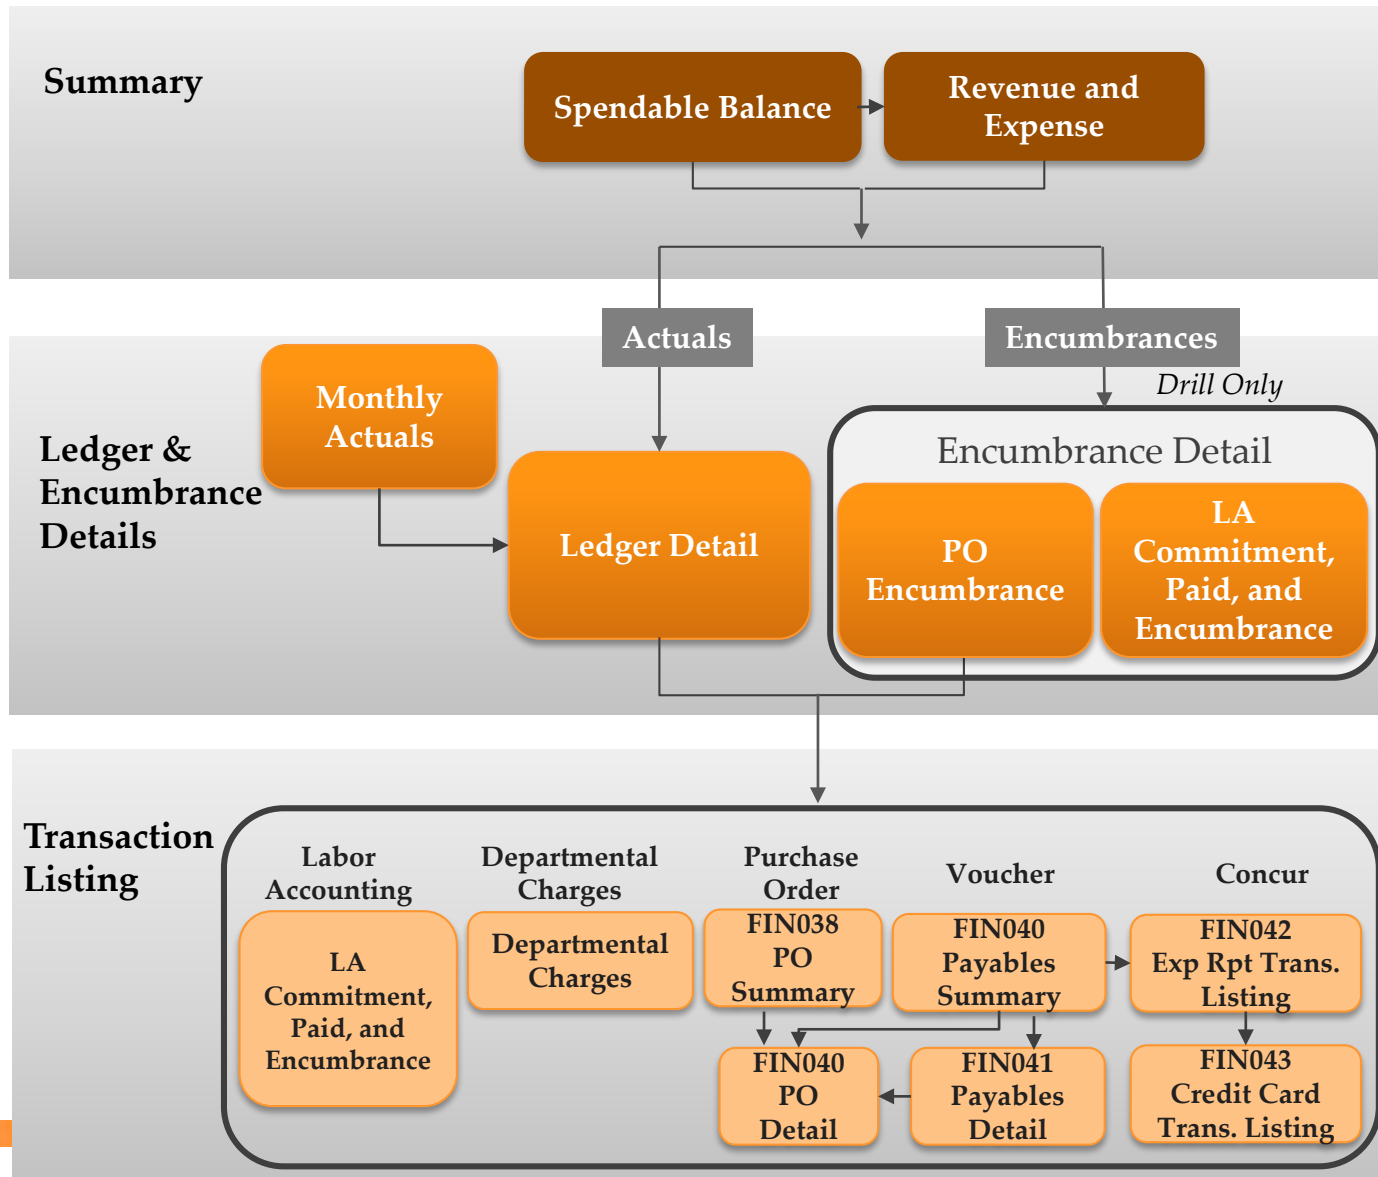 Summary
Spendable Balance
Revenue and
Expense
Actuals
Encumbrances
Drill Only
Ledger &
Encumbrance
Details
Monthly
Actuals
Ledger Detail
Encumbrance Detail
PO
Encumbrance
LA
Commitment,
Paid, and
Encumbrance
Transaction
Listing
Labor
Accounting
LA
Commitment,
Paid, and
Encumbrance
Departmental
Charges
Departmental
Charges
Purchase
Order
FIN038
PO
Summary
FIN040
PO
Detail
Voucher
FIN040
Payables
Summary
FIN041
Payables
Detail
Concur
FIN042
Exp Rpt Trans.
Listing
FIN043
Credit Card
Trans. Listing